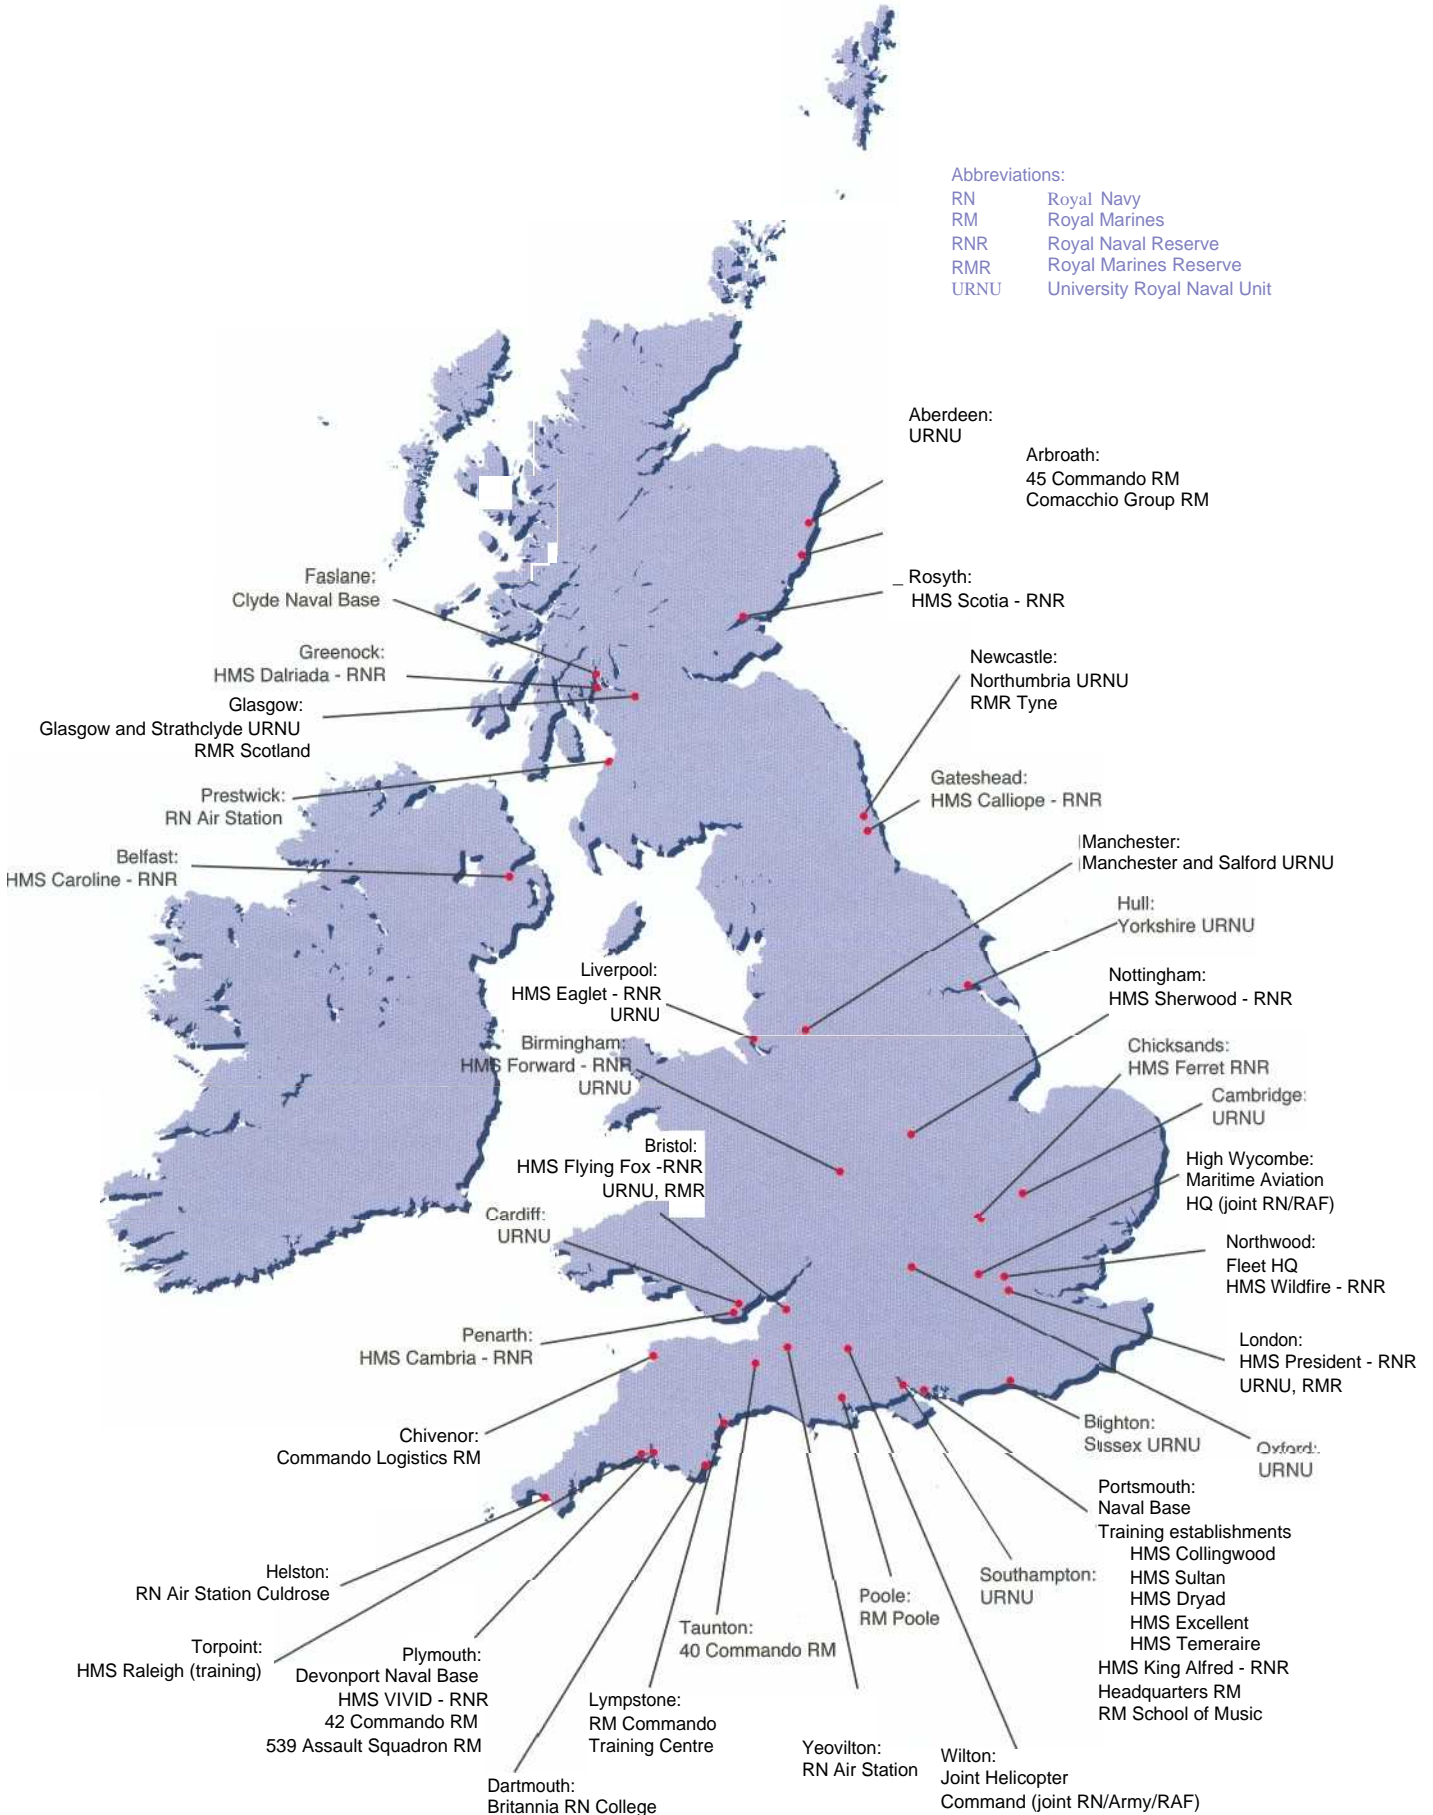 Abbreviations:
RN Royal Navy
RM Royal Marines
RNR Royal Naval Reserve
RMR Royal Marines Reserve
URNU University Royal Naval Unit
Aberdeen:
URNU
Arbroath:
45 Commando RM
Comacchio Group RM
Faslane:
Clyde Naval Base
_ Rosyth:
HMS Scotia - RNR
Greenock:
HMS Dalriada - RNR
Newcastle:
Northumbria URNU
RMR Tyne
Glasgow:
Glasgow and Strathclyde URNU
RMR Scotland
Gateshead:
HMS Calliope - RNR
Prestwick:
RN Air Station
Manchester:
Manchester and Salford URNU
Belfast:
HMS Caroline - RNR
Hull:
Yorkshire URNU
Liverpool:
HMS Eaglet - RNR
URNU
Nottingham:
HMS Sherwood - RNR
Birmingham:
HMS Forward - RNR
URNU
Chicksands:
HMS Ferret RNR
Cambridge:
URNU
Bristol:
HMS Flying Fox -RNR
URNU, RMR
High Wycombe:
Maritime Aviation
HQ (joint RN/RAF)
Cardiff:
URNU
Northwood:
Fleet HQ
HMS Wildfire - RNR
Penarth:
HMS Cambria - RNR
London:
HMS President - RNR
URNU, RMR
Chivenor:
Commando Logistics RM
Brighton:
Sussex URNU
Oxford:
URNU
Portsmouth:
Naval Base
Training establishments
HMS Collingwood
HMS Sultan
HMS Dryad
HMS Excellent
HMS Temeraire
HMS King Alfred - RNR
Headquarters RM
RM School of Music
Helston:
RN Air Station Culdrose
Southampton:
URNU
Poole:
RM Poole
Taunton:
40 Commando RM
Torpoint:
HMS Raleigh (training)
Plymouth:
Devonport Naval Base
HMS VIVID - RNR
42 Commando RM
539 Assault Squadron RM
Lympstone:
RM Commando
Training Centre
Yeovilton:
RN Air Station
Wilton:
Joint Helicopter
Command (joint RN/Army/RAF)
Dartmouth:
Britannia RN College